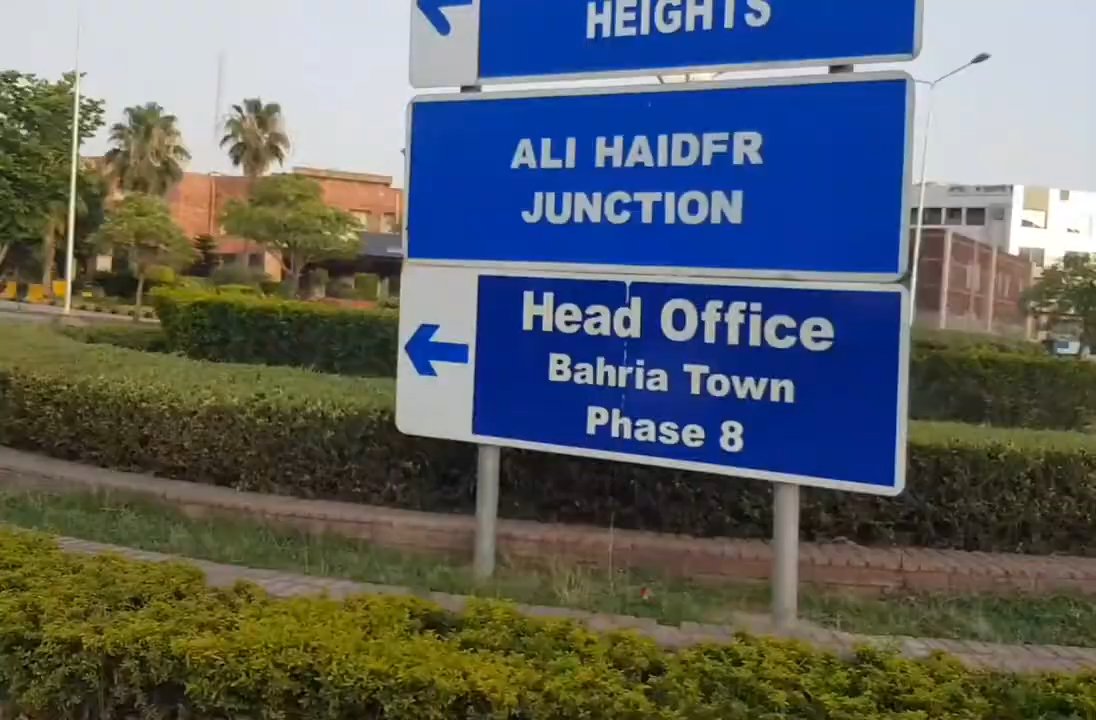 HEIGHTS
ALI HAIDFR
JUNCTION
Head Office
Bahria Town
Phase 8